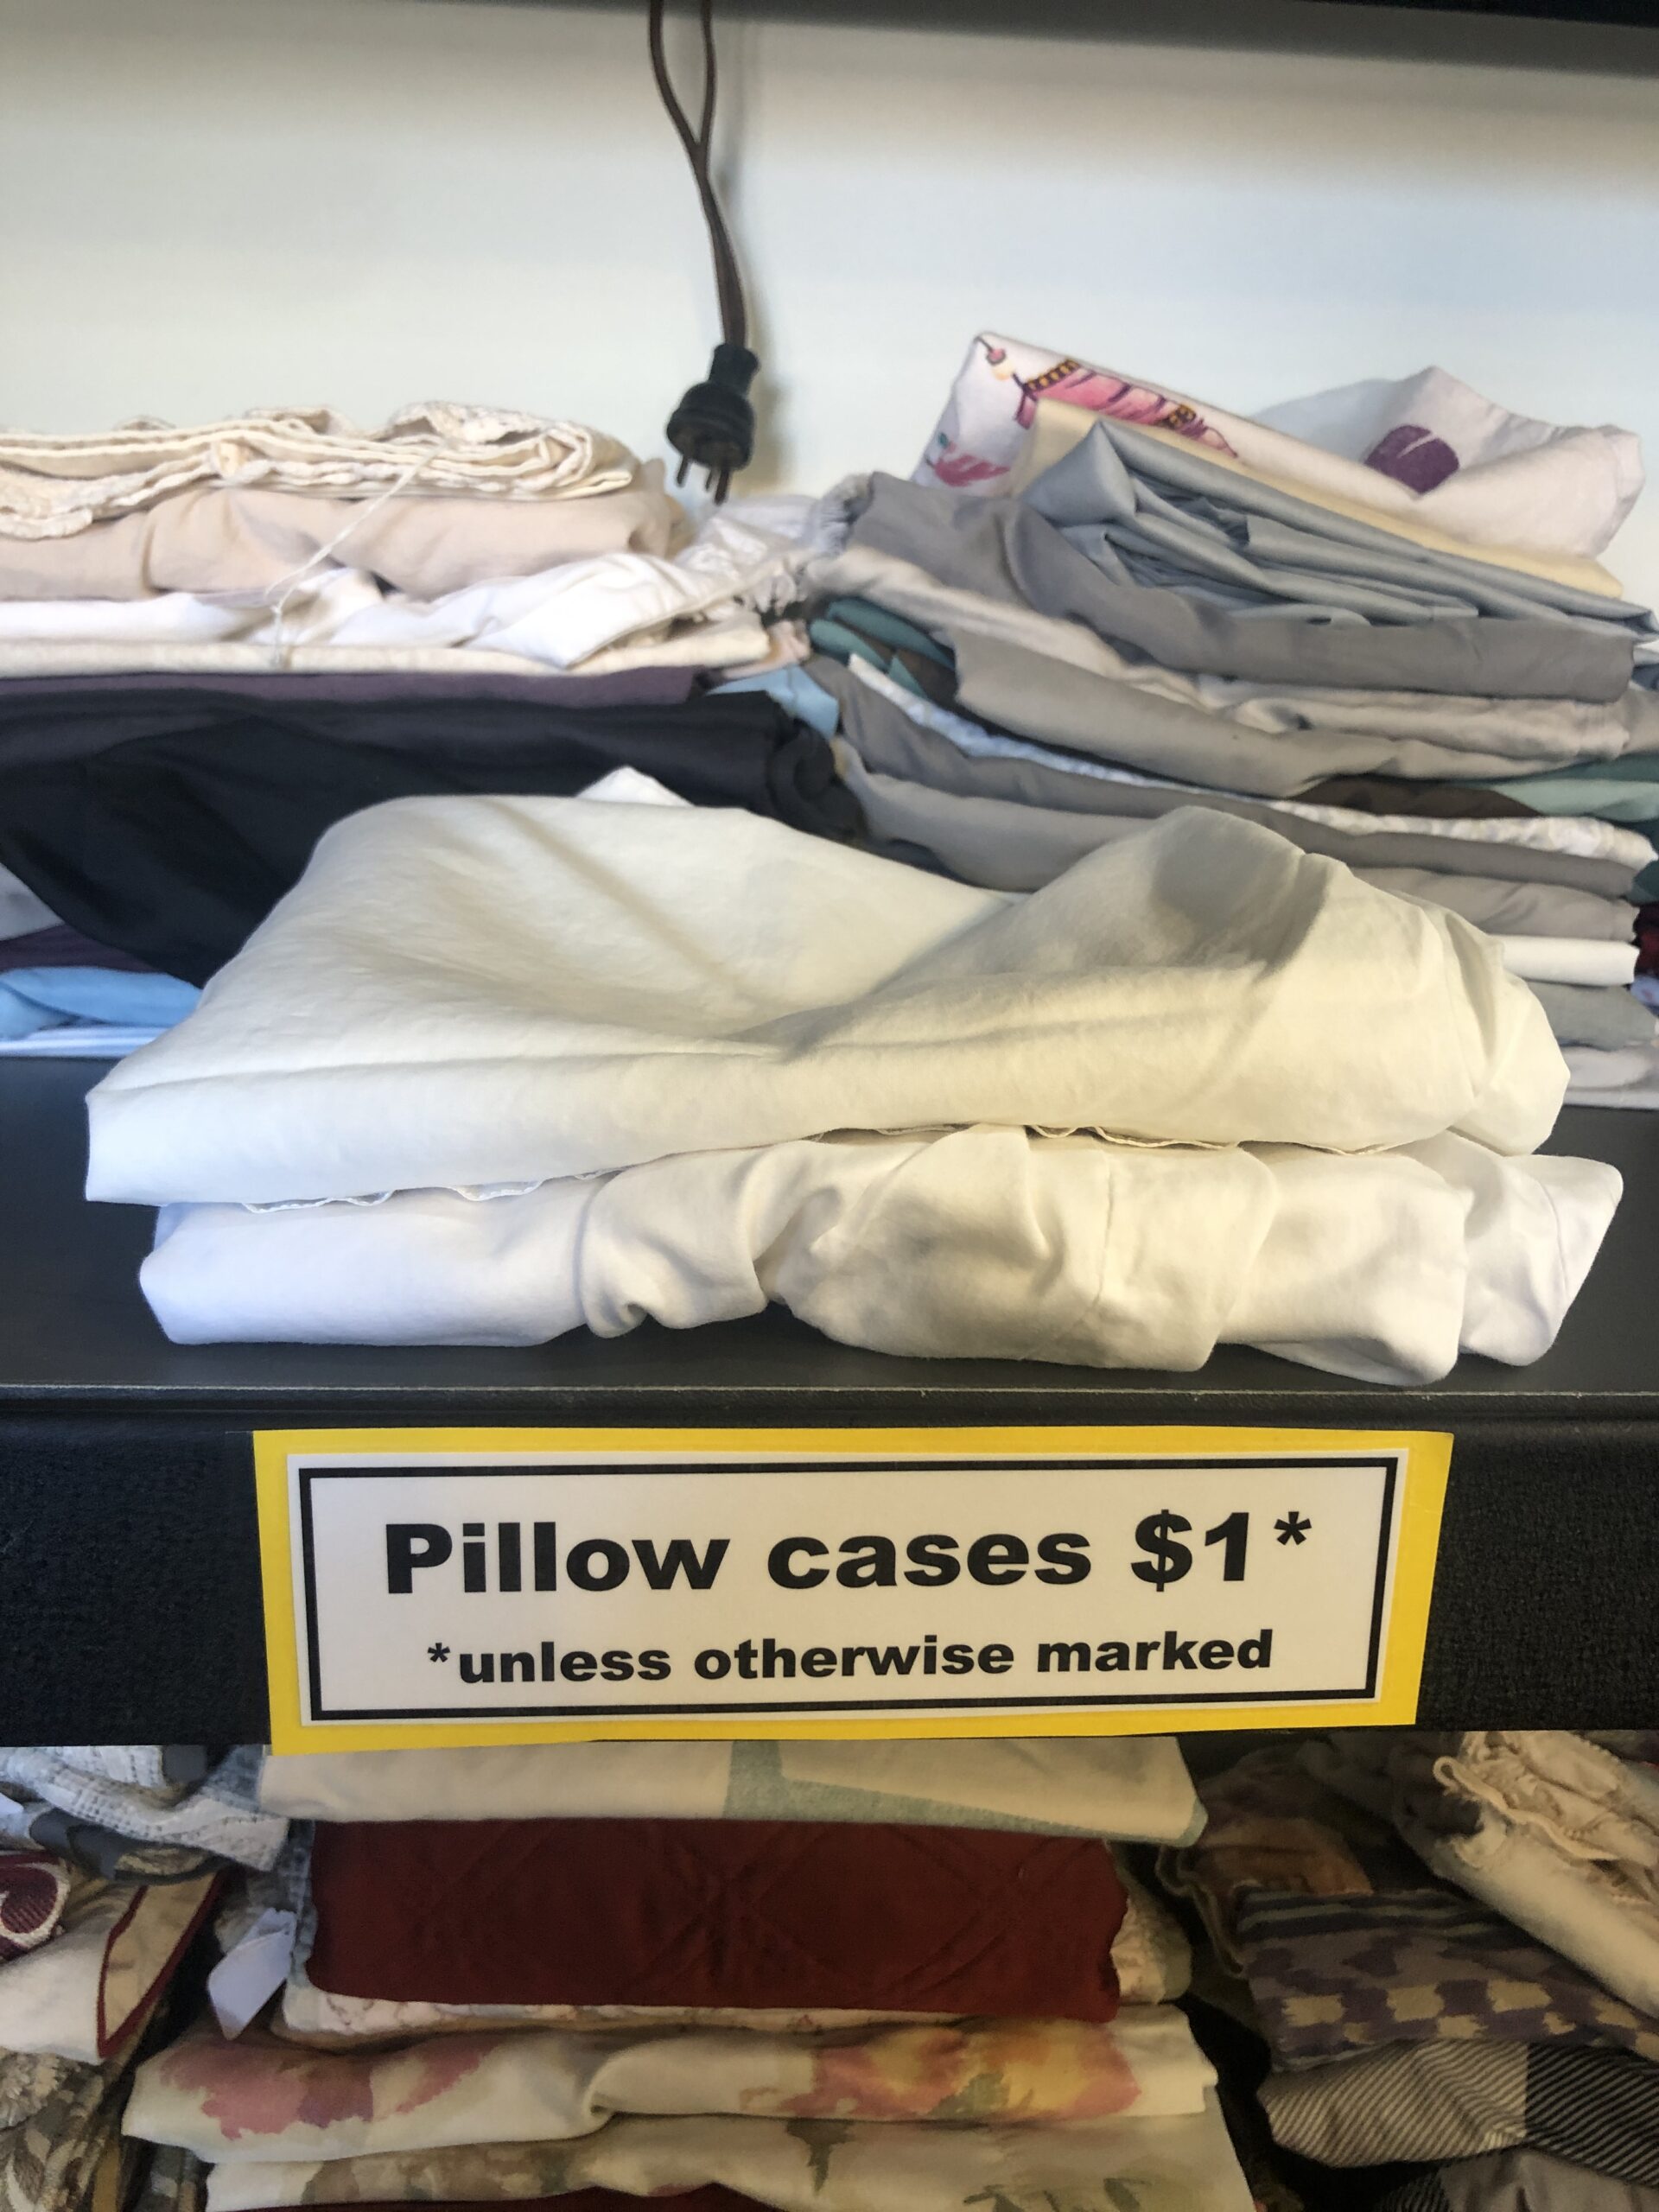 Pillow cases $1*
*unless otherwise marked